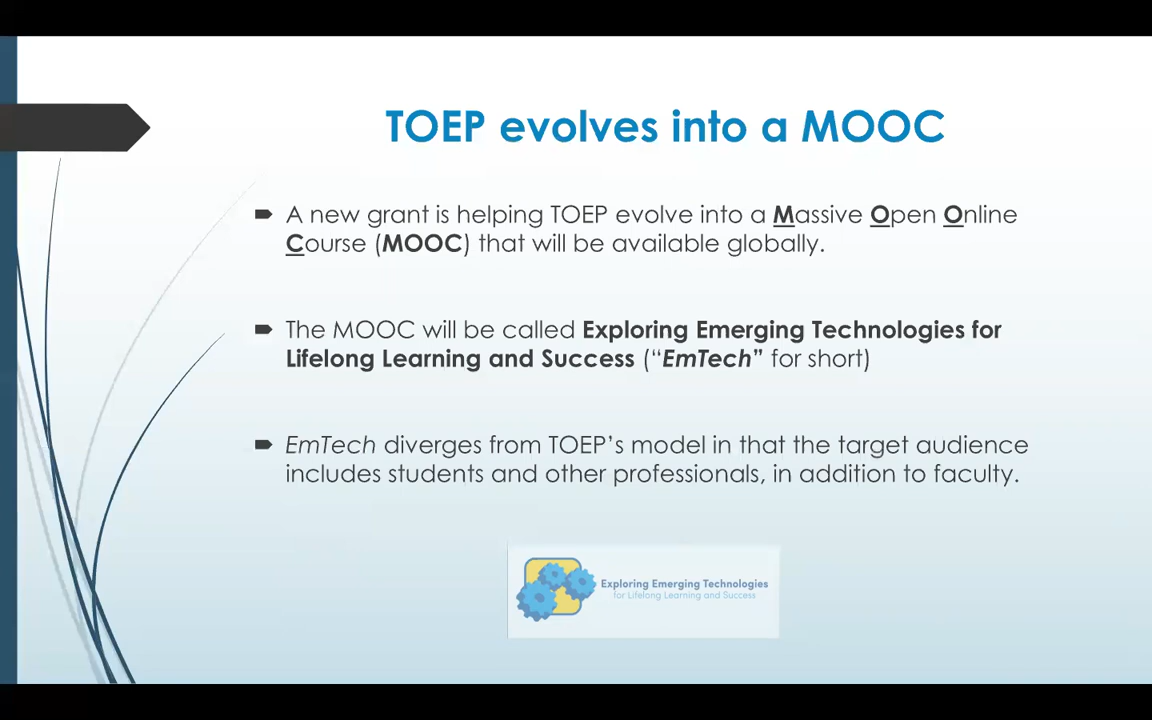 TOEP evolves into a MOOC
A new grant is helping TOEP evolve into a Massive Open Online
Course (MOOC) that will be available globally.
The MOOC will be called Exploring Emerging Technologies for
Lifelong Learning and Success (“EmTech” for short)
EmTech diverges from TOEP’s model in that the target audience
includes students and other professionals, in addition to faculty.
Exploring Emerging Technologies
for Lifelong Learning and Success